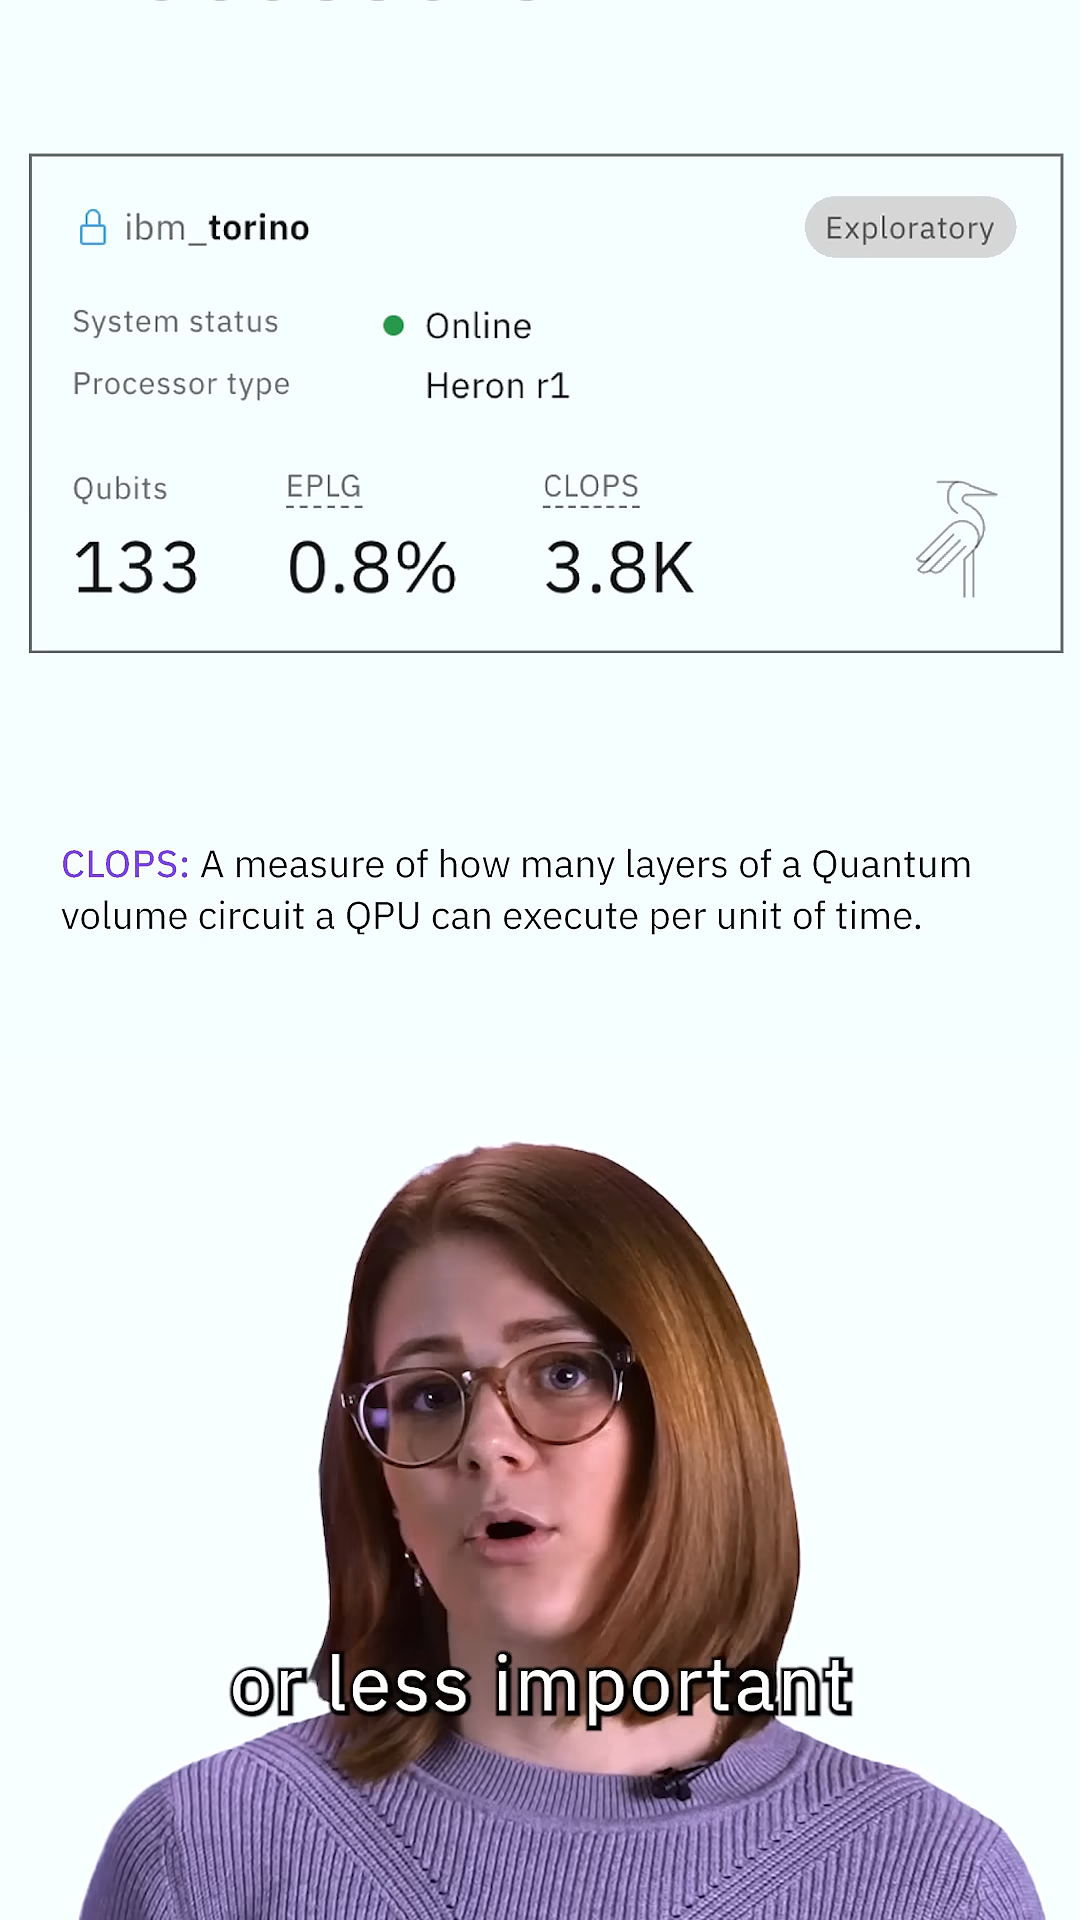 ibm_torino
Exploratory
System status
Online
Processor type
Heron r1
Qubits
EPLG
CLOPS
133
0.8%
3.8K
CLOPS: A measure of how many layers of a Quantum
volume circuit a QPU can execute per unit of time.
or less important